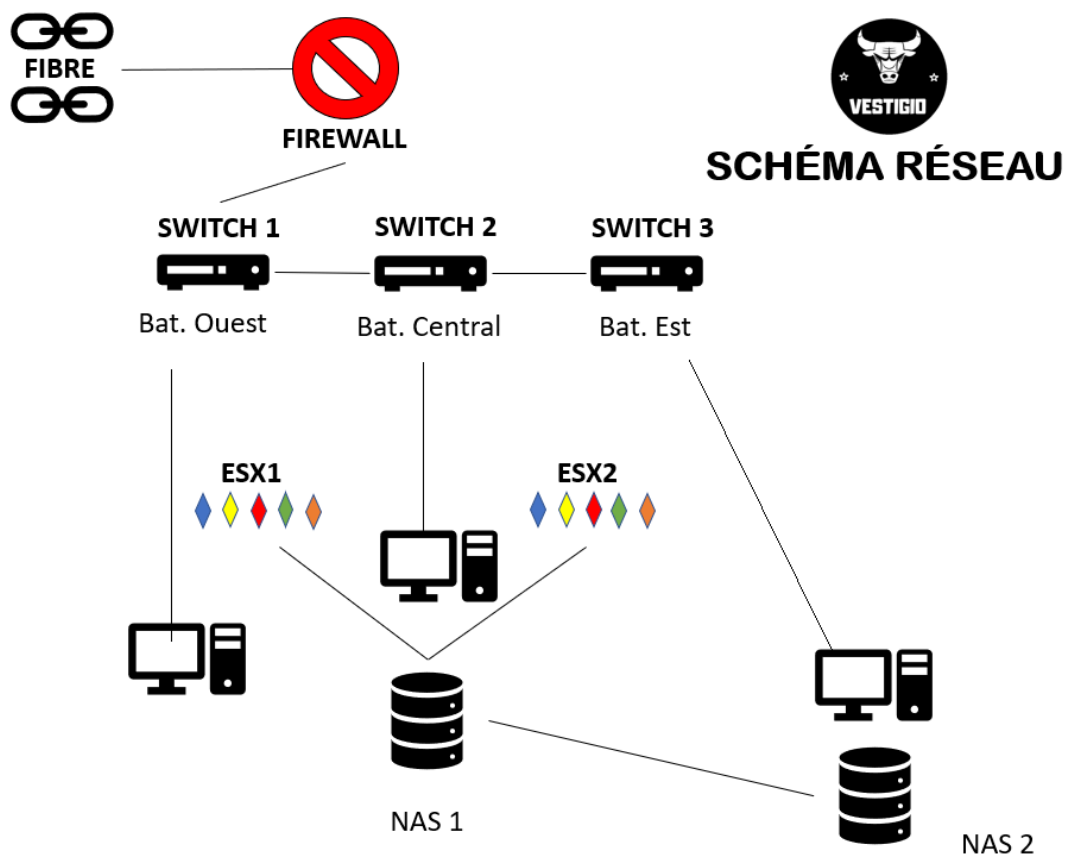 FIBRE
FIREWALL
VESTIGIO
SCHÉMA RÉSEAU
SWITCH 1
SWITCH 2
SWITCH 3
Bat. Ouest
Bat. Central
Bat. Est
ESX1
ESX2
NAS 1
NAS 2